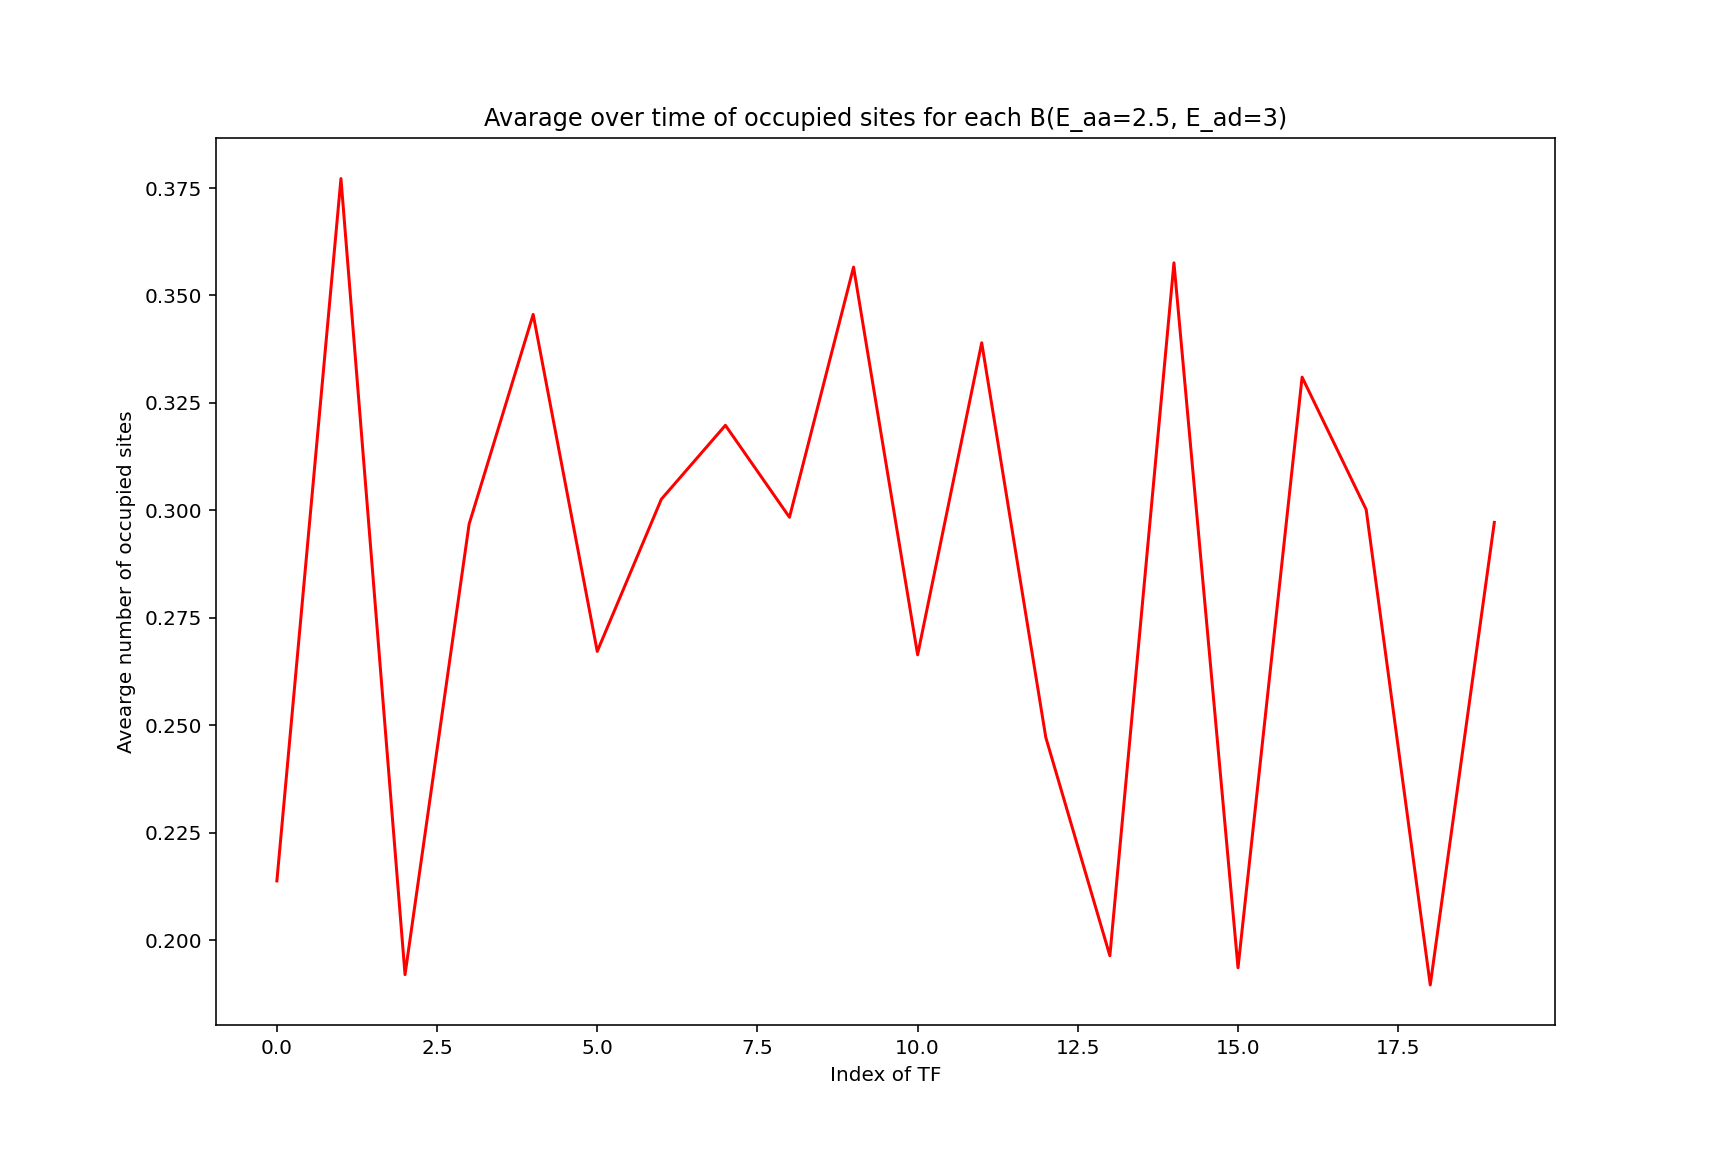 Avarage over time of occupied sites for each B(E_aa=2.5, E_ad=3)
Avearge number of occupied sites
0.375
0.350
0.325
0.300
0.275
0.250
0.225
0.200
0.0 2.5 5.0 7.5 10.0 12.5 15.0 17.5
Index of TF